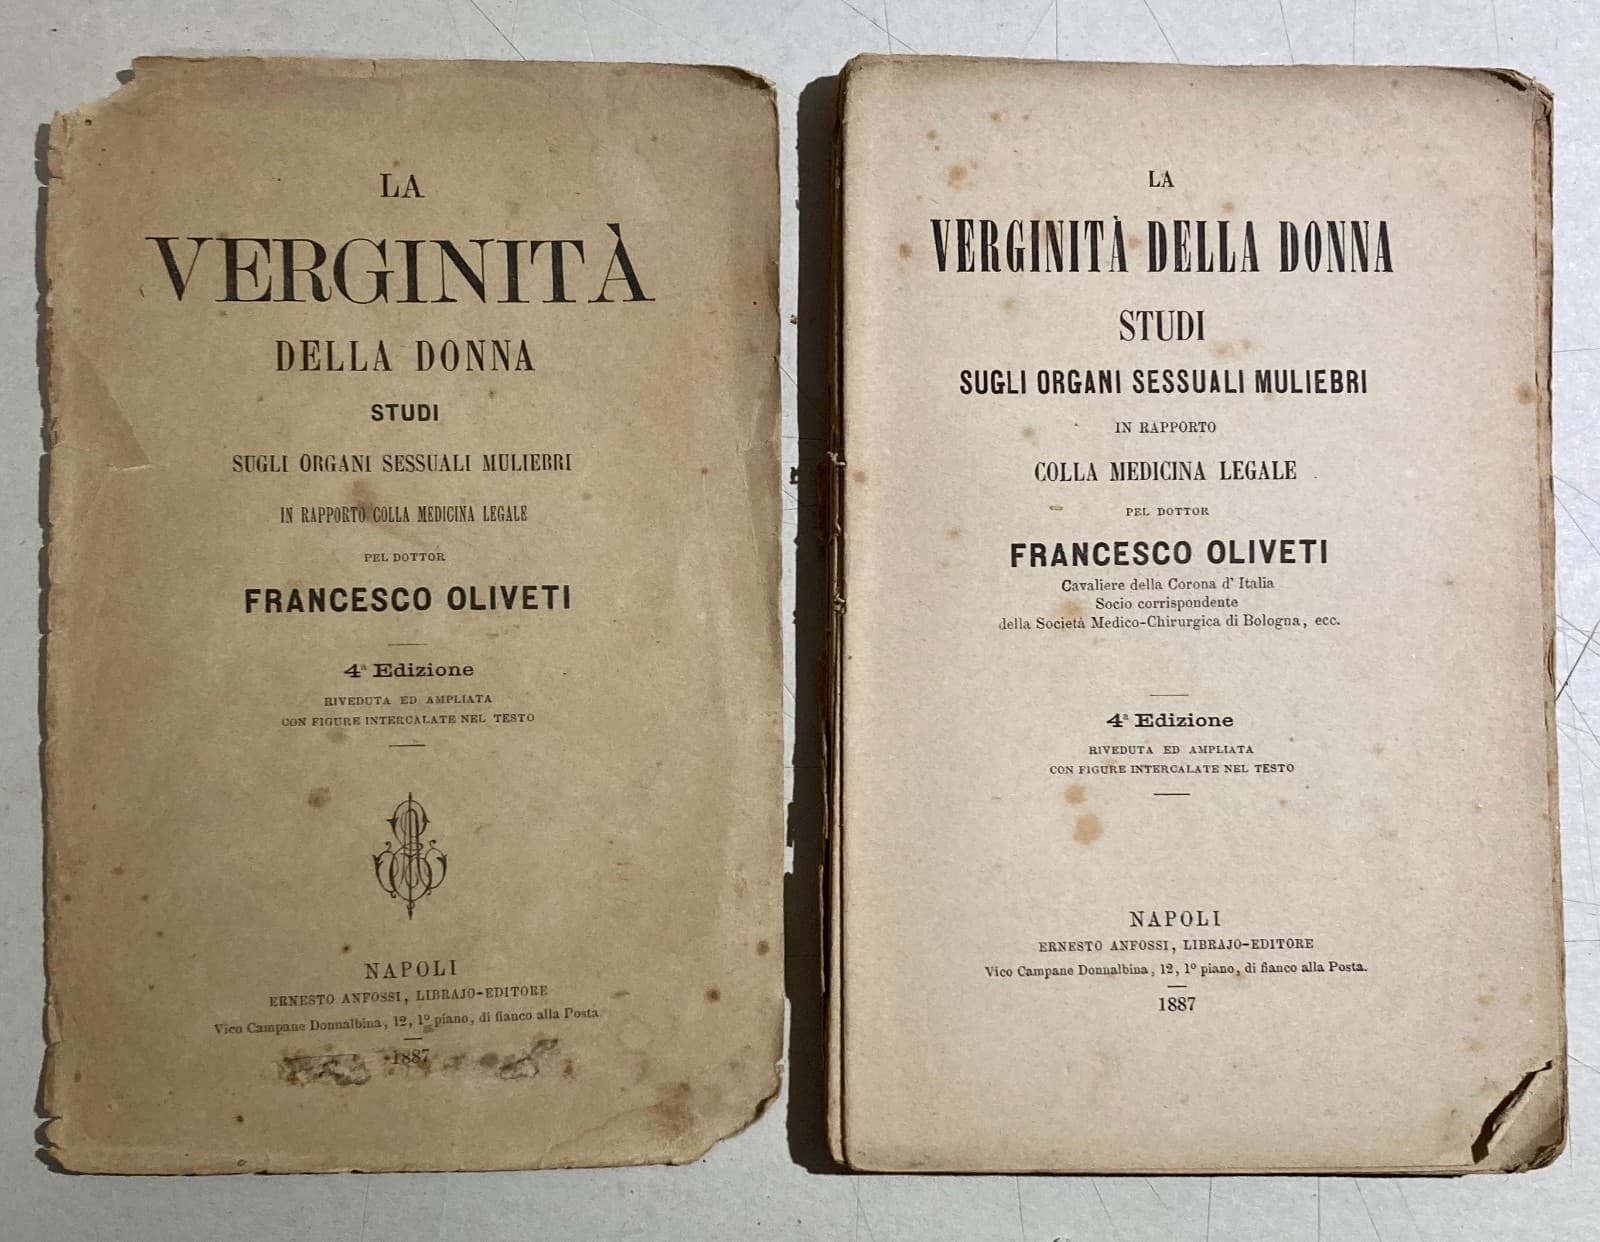 LA
VERGINITÀ
DELLA DONNA
STUDI
SUGLI ORGANI SESSUALI MULIEBRI
IN RAPPORTO COLLA MEDICINA LEGALE
PEL DOTTOR
FRANCESCO OLIVETI
4ª Edizione
RIVEDUTA ED AMPLIATA
CON FIGURE INTERCALATE NEL TESTO
NAPOLI
ERNESTO ANFOSSI, LIBRAJO-EDITORE
Vico Campane Donnalbina, 12, 1º piano, di fianco alla Posta
1887
LA
VERGINITÀ DELLA DONNA
STUDI
SUGLI ORGANI SESSUALI MULIEBRI
IN RAPPORTO
COLLA MEDICINA LEGALE
PEL DOTTOR
FRANCESCO OLIVETI
Cavaliere della Corona d' Italia
Socio corrispondente
della Società Medico-Chirurgica di Bologna, ecc.
4ª Edizione
RIVEDUTA ED AMPLIATA
CON FIGURE INTERCALATE NEL TESTO
NAPOLI
ERNESTO ANFOSSI, LIBRAJO-EDITORE
Vico Campane Donnalbina, 12, 1º piano, di fianco alla Posta.
1887